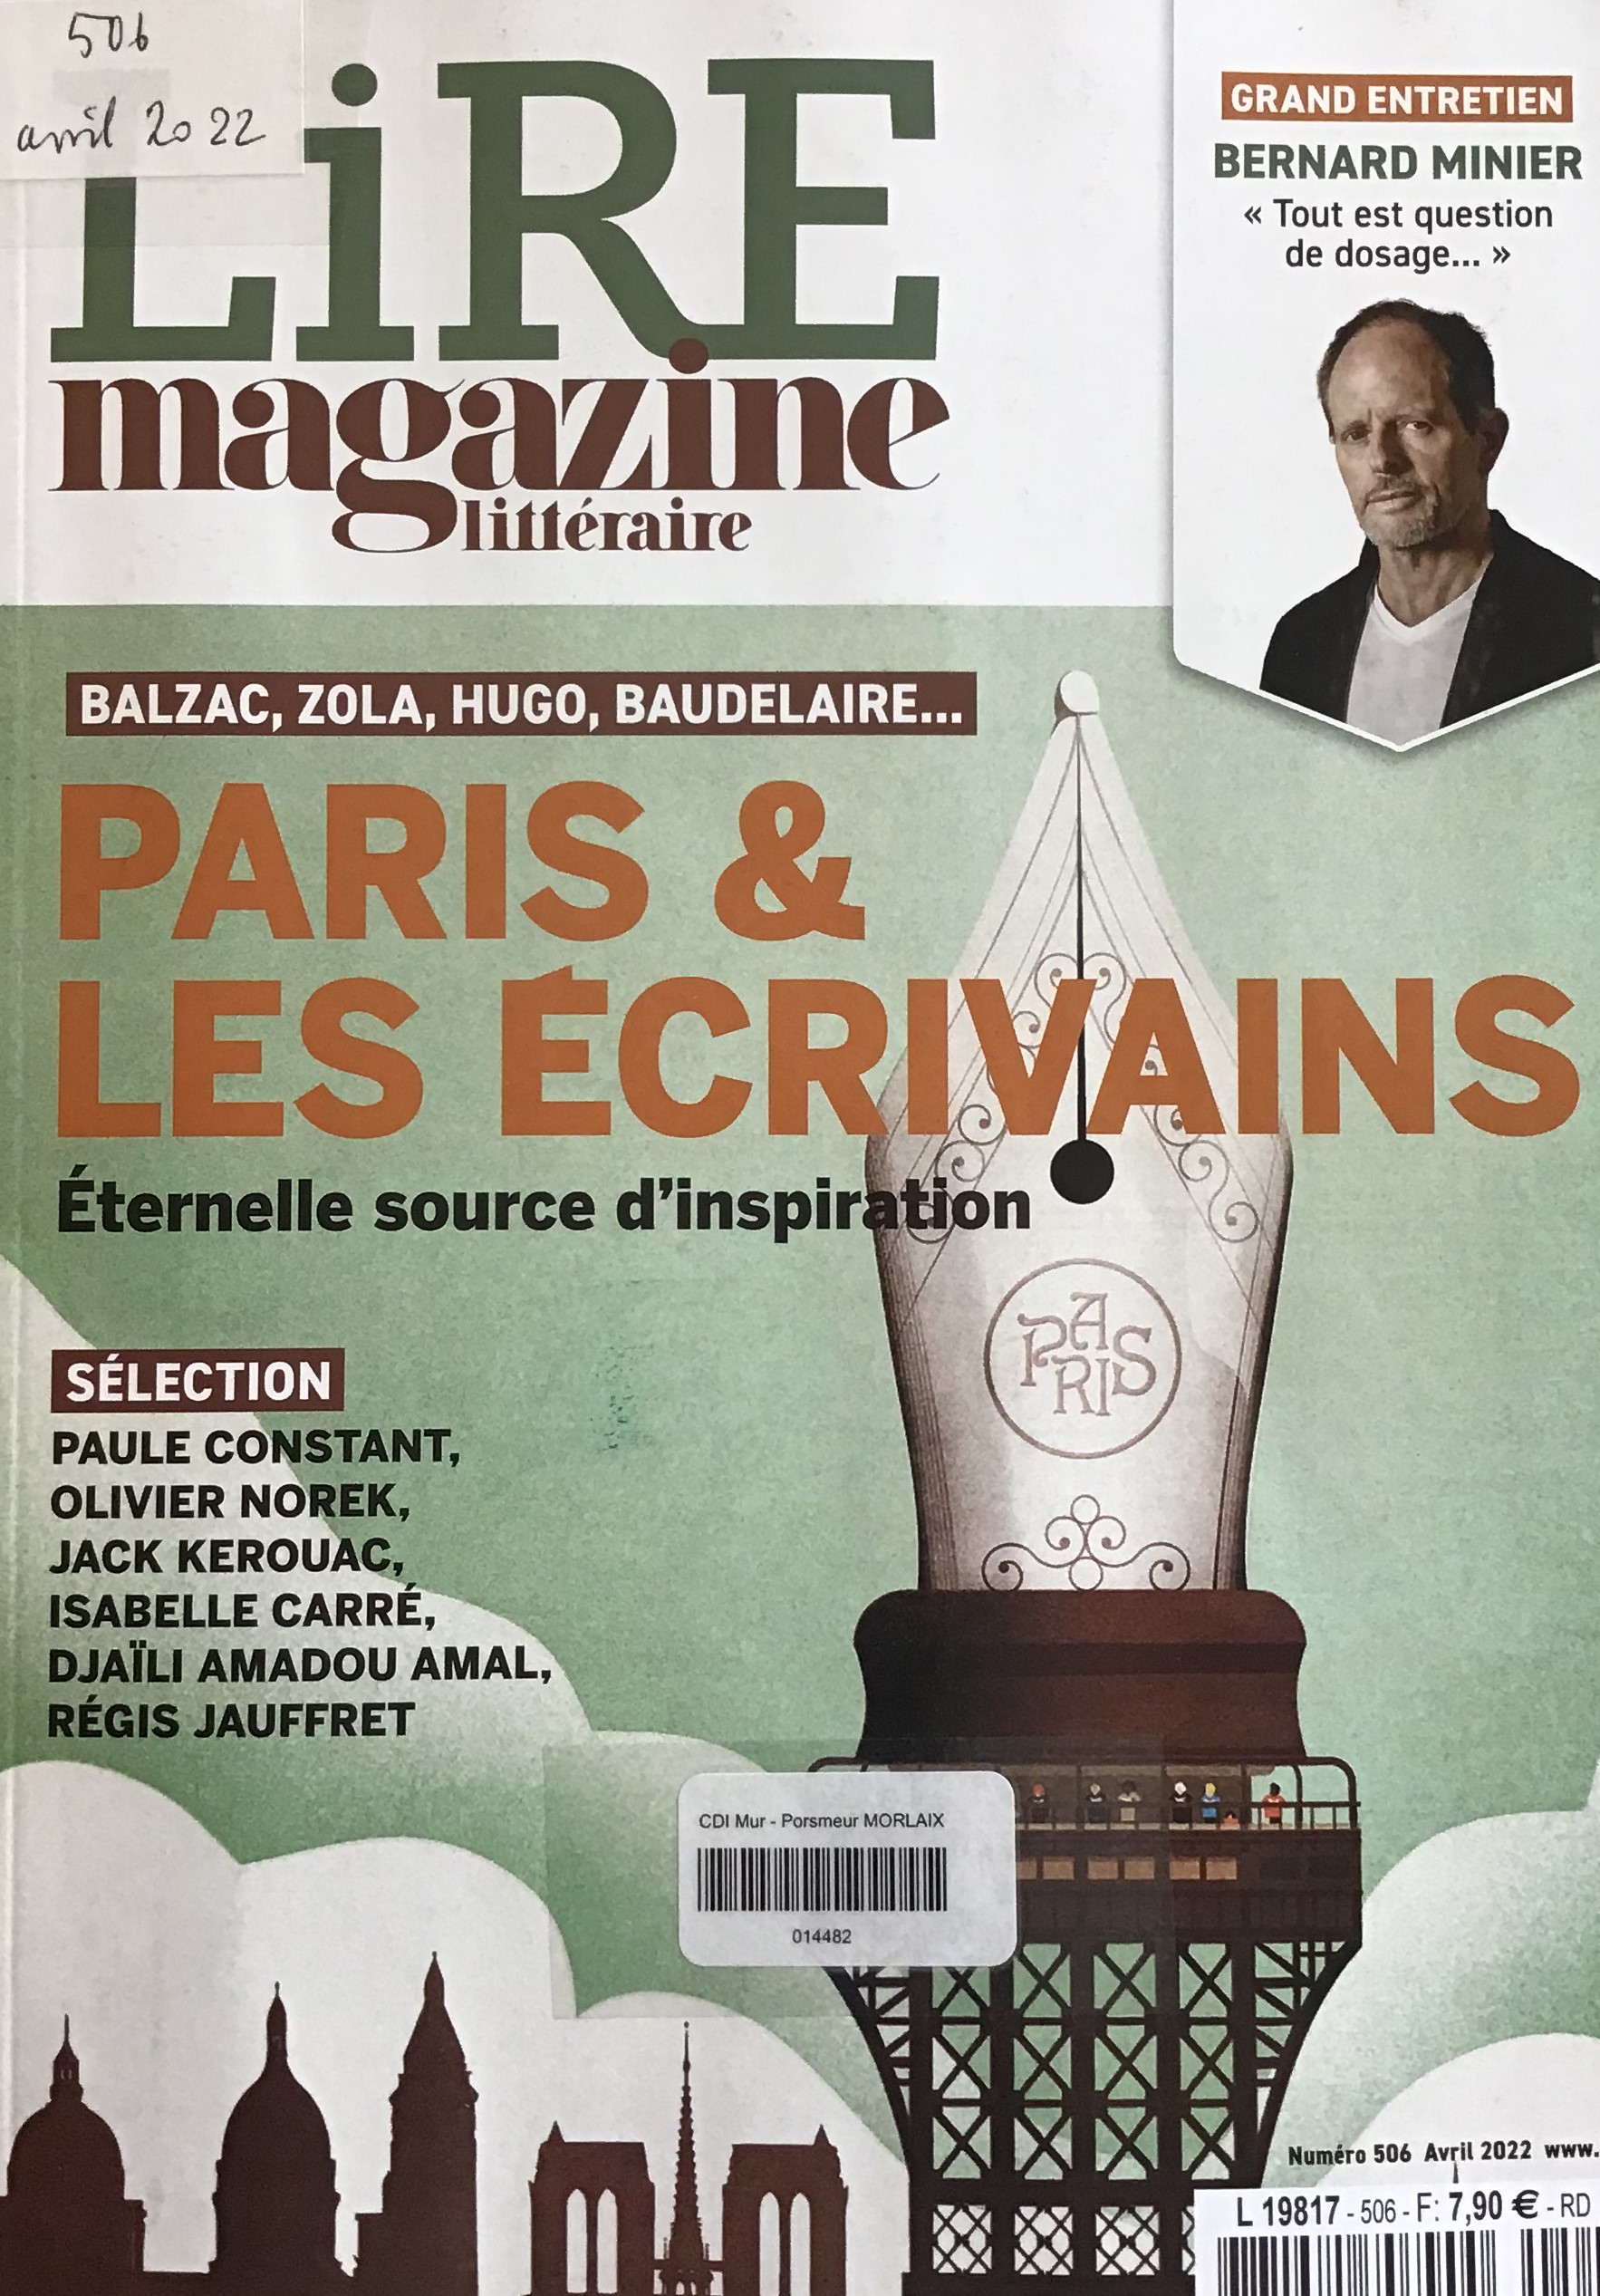 506
avril 2022
LiRE
magazine
littéraire
GRAND ENTRETIEN
BERNARD MINIER
« Tout est question
de dosage... »
BALZAC, ZOLA, HUGO, BAUDELAIRE...
PARIS &
LES ÉCRIVAINS
Éternelle source d'inspiration
PARIS
SÉLECTION
PAULE CONSTANT,
OLIVIER NOREK,
JACK KEROUAC,
ISABELLE CARRÉ,
DJAÏLI AMADOU AMAL,
RÉGIS JAUFFRET
CDI Mur - Porsmeur MORLAIX
014482
Numéro 506 Avril 2022 www.
L 19817 - 506 - F: 7,90 € - RD